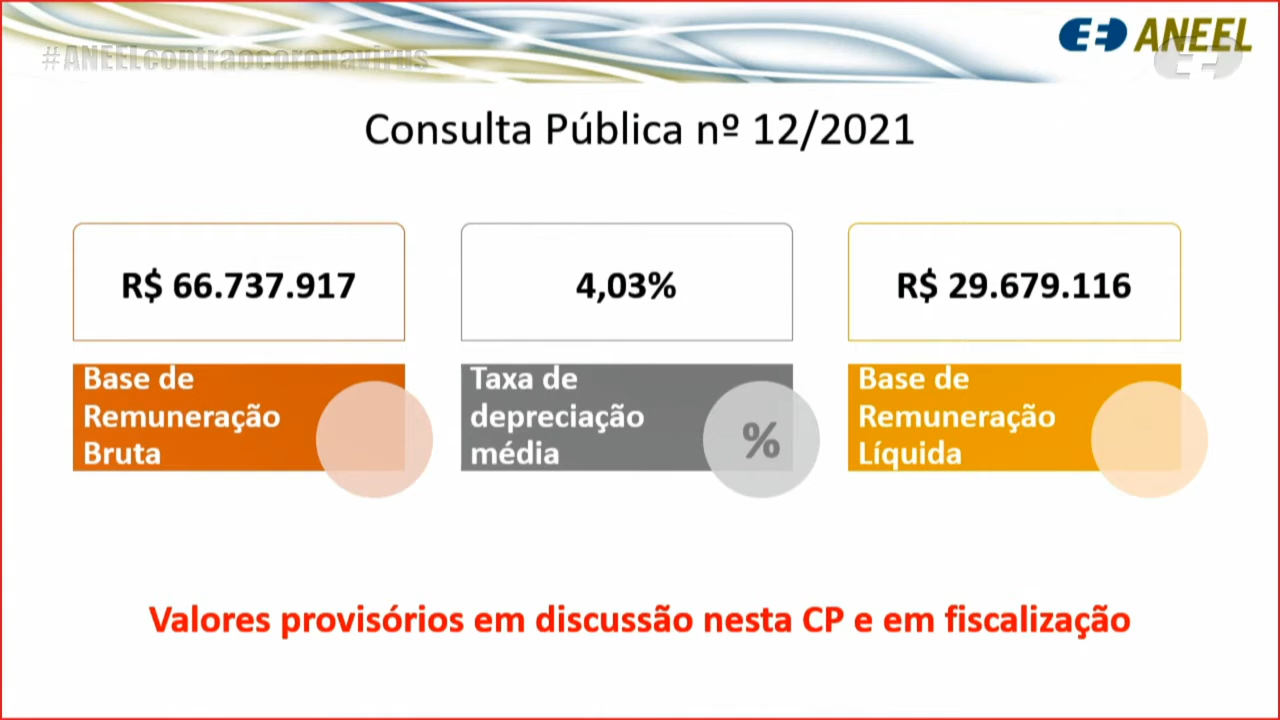 #ANEELcontraocoronavirus
ANEEL
Consulta Pública nº 12/2021
R$ 66.737.917
4,03%
R$ 29.679.116
Base de
Remuneração
Bruta
Taxa de
depreciação
média
%
Base de
Remuneração
Líquida
Valores provisórios em discussão nesta CP e em fiscalização